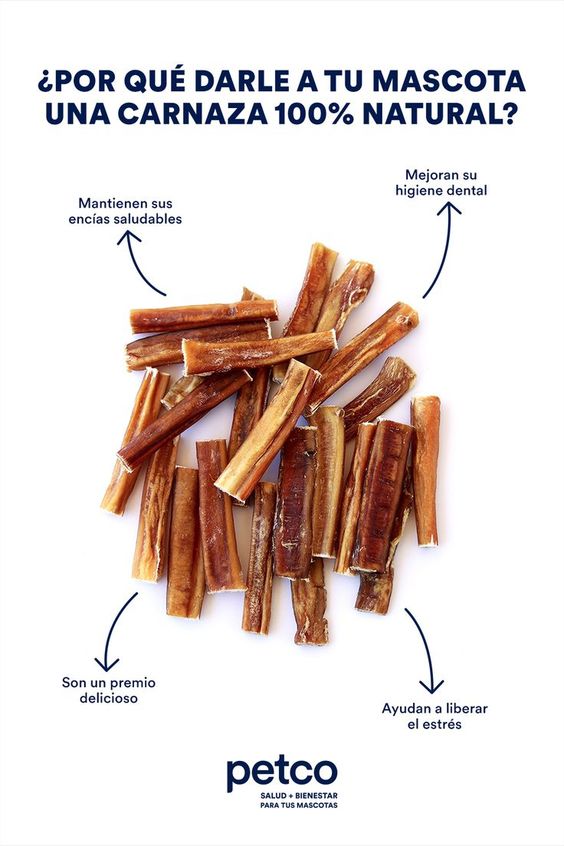 ¿POR QUÉ DARLE A TU MASCOTA
UNA CARNAZA 100% NATURAL?
Mejoran su
higiene dental
Mantienen sus
encías saludables
Son un premio
delicioso
Ayudan a liberar
el estrés
petco
SALUD + BIENESTAR
PARA TUS MASCOTAS